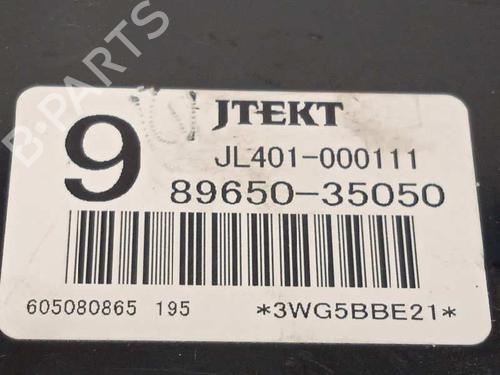 B-PARTS
9
JTEKT
JL401-000111
89650-35050
605080865 195 *3WG5BBE21*